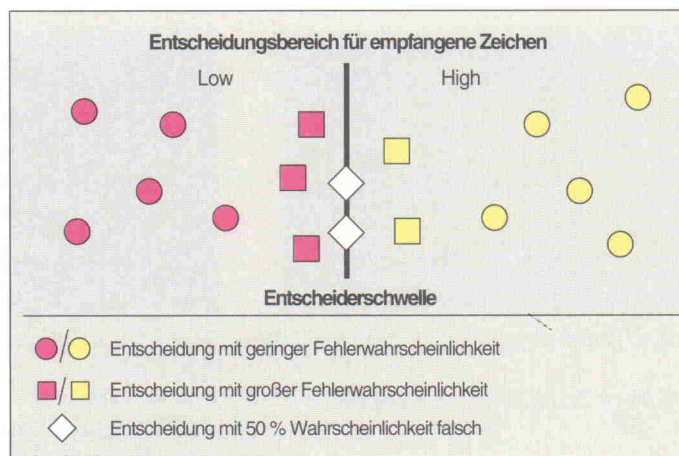 Entscheidungsbereich für empfangene Zeichen
Low High
Entscheiderschwelle
Entscheidung mit geringer Fehlerwahrscheinlichkeit
Entscheidung mit großer Fehlerwahrscheinlichkeit
Entscheidung mit 50 % Wahrscheinlichkeit falsch